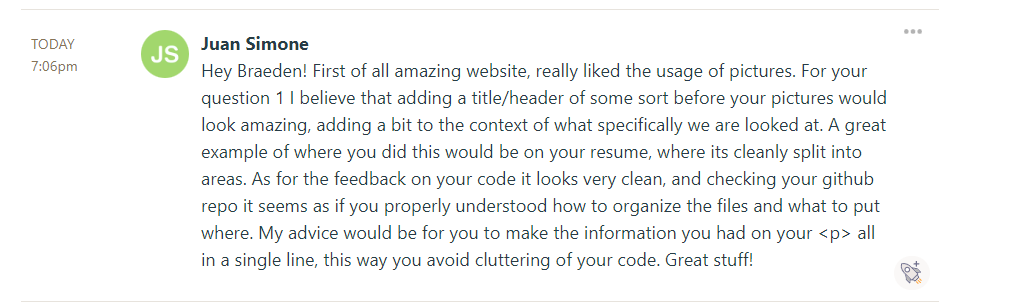 TODAY
7:06pm
JS
Juan Simone
Hey Braeden! First of all amazing website, really liked the usage of pictures. For your
question 1 I believe that adding a title/header of some sort before your pictures would
look amazing, adding a bit to the context of what specifically we are looked at. A great
example of where you did this would be on your resume, where its cleanly split into
areas. As for the feedback on your code it looks very clean, and checking your github
repo it seems as if you properly understood how to organize the files and what to put
where. My advice would be for you to make the information you had on your <p> all
in a single line, this way you avoid cluttering of your code. Great stuff!